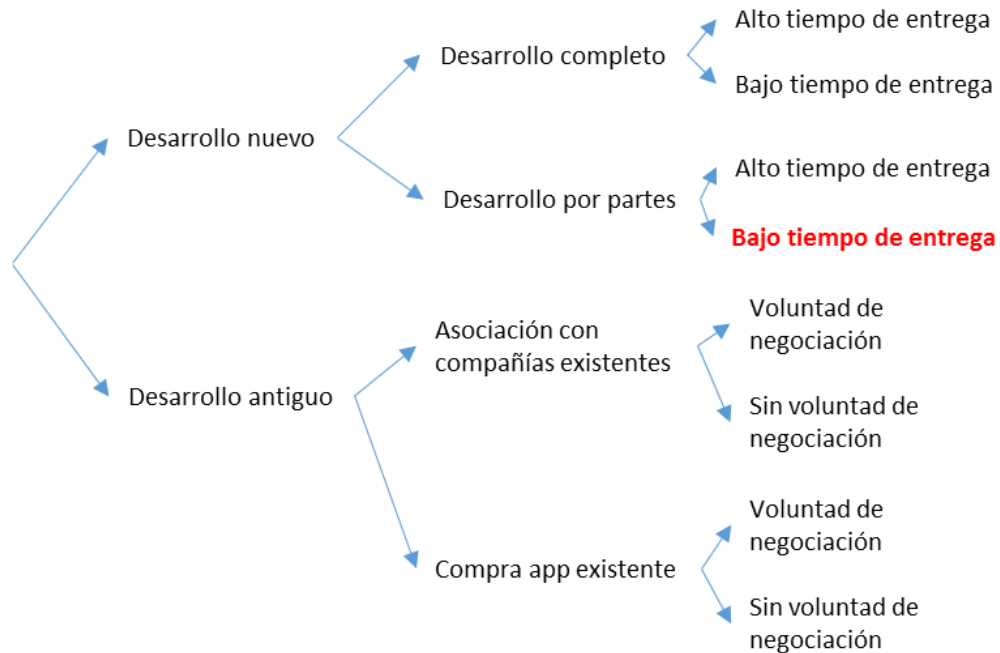 Alto tiempo de entrega
Desarrollo completo
Bajo tiempo de entrega
Desarrollo nuevo
Alto tiempo de entrega
Desarrollo por partes
Bajo tiempo de entrega
Voluntad de
negociación
Asociación con
compañías existentes
Desarrollo antiguo
Sin voluntad de
negociación
Voluntad de
negociación
Compra app existente
Sin voluntad de
negociación